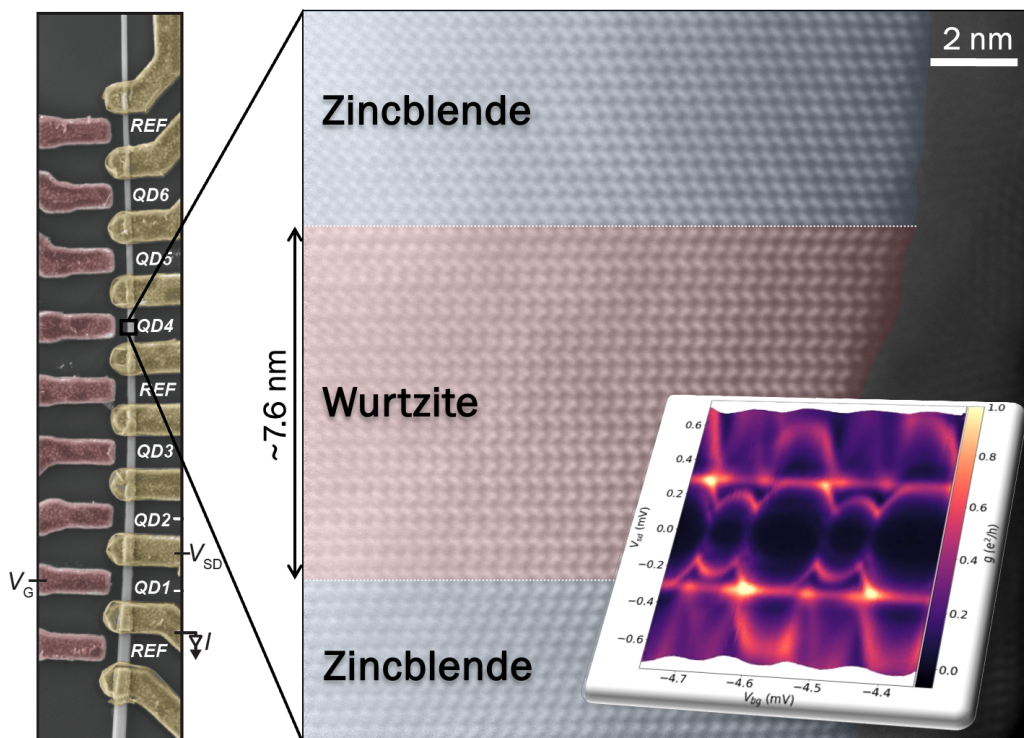 REF
QD6
QD5
QD4
REF
QD3
QD2
V_SD
V_G
QD1
I
REF
2 nm
Zincblende
~7.6 nm
Wurtzite
Zincblende
0.6
0.4
0.2
0.0
−0.2
−0.4
−0.6
V_sd (mV)
−4.7
−4.6
−4.5
−4.4
V_bg (mV)
1.0
0.8
0.6
0.4
0.2
0.0
g (e²/h)